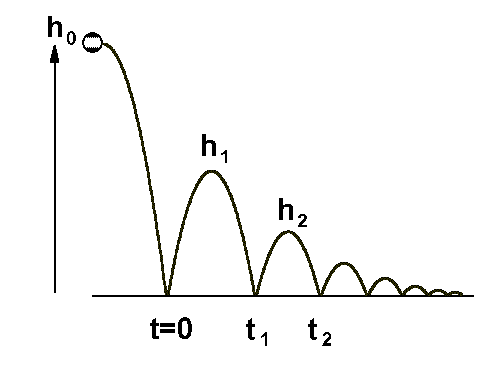 h₀
h₁
h₂
t=0 t₁ t₂